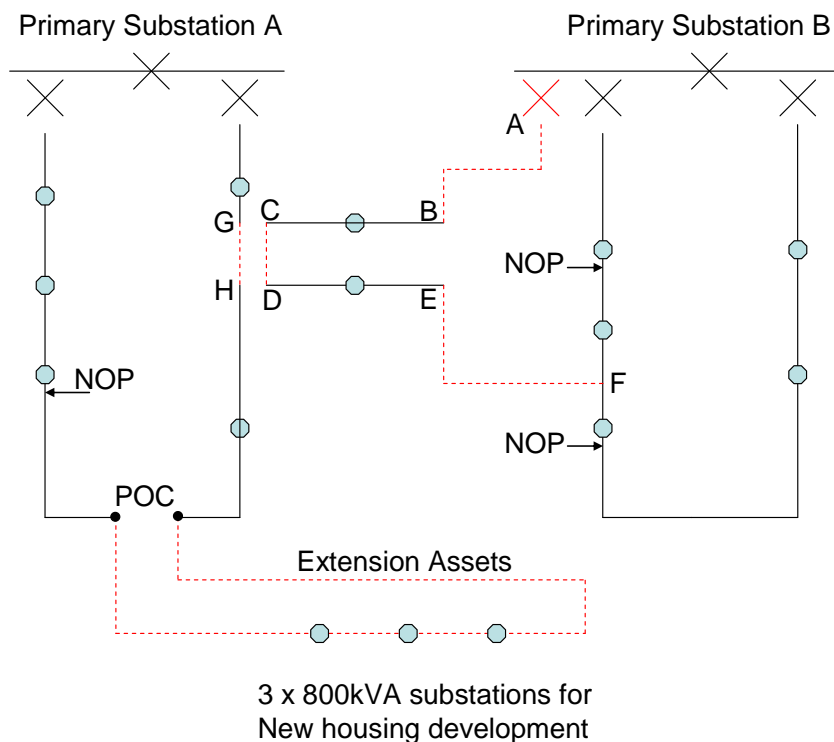 Primary Substation A
Primary Substation B
A
G
C
B
NOP
H
D
E
NOP
F
NOP
POC
Extension Assets
3 x 800kVA substations for
New housing development